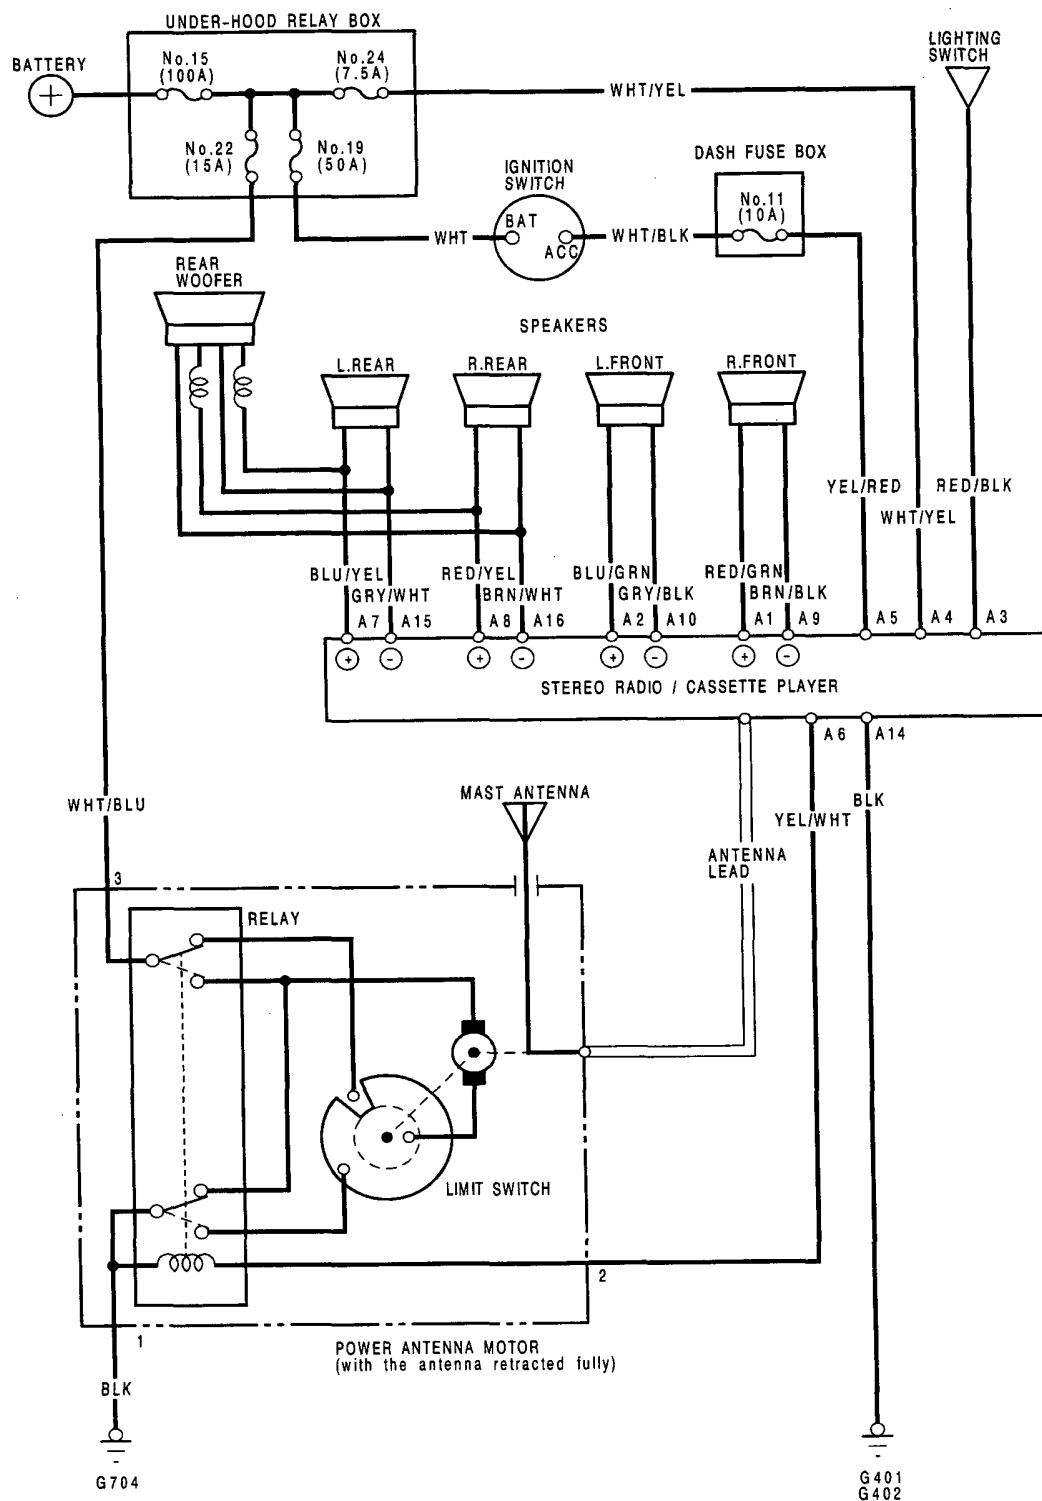 UNDER-HOOD RELAY BOX
BATTERY
No.15
(100A)
No.24
(7.5A)
LIGHTING
SWITCH
WHT/YEL
No.22
(15A)
No.19
(50A)
IGNITION
SWITCH
DASH FUSE BOX
No.11
(10A)
BAT
ACC
WHT
WHT/BLK
REAR
WOOFER
SPEAKERS
L.REAR
R.REAR
L.FRONT
R.FRONT
YEL/RED
RED/BLK
WHT/YEL
BLU/YEL
RED/YEL
BLU/GRN
RED/GRN
GRY/WHT
BRN/WHT
GRY/BLK
BRN/BLK
A7
A15
A8
A16
A2
A10
A1
A9
A5
A4
A3
+
-
+
-
+
-
+
-
STEREO RADIO / CASSETTE PLAYER
A6
A14
WHT/BLU
MAST ANTENNA
BLK
YEL/WHT
ANTENNA
LEAD
3
RELAY
LIMIT SWITCH
2
1
POWER ANTENNA MOTOR
(with the antenna retracted fully)
BLK
G704
G401
G402